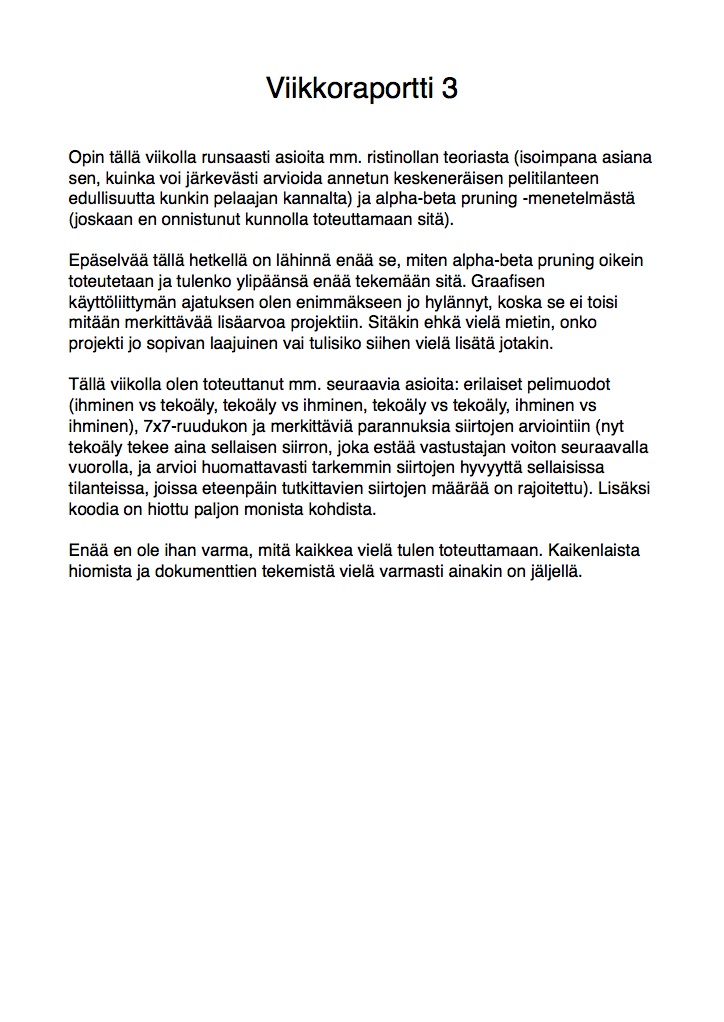 Viikkoraportti 3
Opin tällä viikolla runsaasti asioita mm. ristinollan teoriasta (isoimpana asiana
sen, kuinka voi järkevästi arvioida annetun keskeneräisen pelitilanteen
edullisuutta kunkin pelaajan kannalta) ja alpha-beta pruning -menetelmästä
(joskaan en onnistunut kunnolla toteuttamaan sitä).
Epäselvää tällä hetkellä on lähinnä enää se, miten alpha-beta pruning oikein
toteutetaan ja tulenko ylipäänsä enää tekemään sitä. Graafisen
käyttöliittymän ajatuksen olen enimmäkseen jo hylännyt, koska se ei toisi
mitään merkittävää lisäarvoa projektiin. Sitäkin ehkä vielä mietin, onko
projekti jo sopivan laajuinen vai tulisiko siihen vielä lisätä jotakin.
Tällä viikolla olen toteuttanut mm. seuraavia asioita: erilaiset pelimuodot
(ihminen vs tekoäly, tekoäly vs ihminen, tekoäly vs tekoäly, ihminen vs
ihminen), 7x7-ruudukon ja merkittäviä parannuksia siirtojen arviointiin (nyt
tekoäly tekee aina sellaisen siirron, joka estää vastustajan voiton seuraavalla
vuorolla, ja arvioi huomattavasti tarkemmin siirtojen hyvyyttä sellaisissa
tilanteissa, joissa eteenpäin tutkittavien siirtojen määrää on rajoitettu). Lisäksi
koodia on hiottu paljon monista kohdista.
Enää en ole ihan varma, mitä kaikkea vielä tulen toteuttamaan. Kaikenlaista
hiomista ja dokumenttien tekemistä vielä varmasti ainakin on jäljellä.